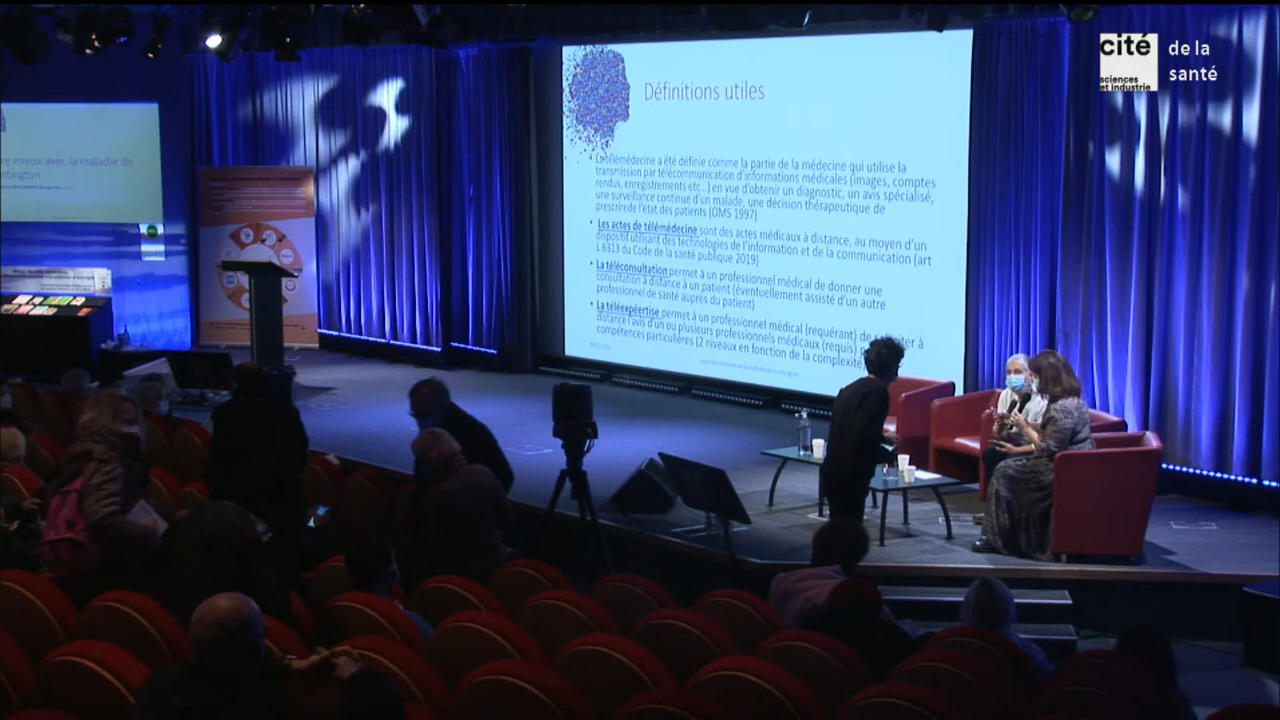 cité
sciences
et industrie
de la
santé
Définitions utiles
• La télémédecine a été définie comme la partie de la médecine qui utilise la
transmission par télécommunication d'informations médicales (images, comptes
rendus, enregistrements etc...) en vue d'obtenir un diagnostic, un avis spécialisé,
une surveillance continue d'un malade, une décision thérapeutique de
prescrirede l'état des patients (OMS 1997)
• Les actes de télémédecine sont des actes médicaux à distance, au moyen d'un
dispositif utilisant des technologies de l'information et de la communication (art
L 6313 du Code de la santé publique 2019)
• La téléconsultation permet à un professionnel médical de donner une
consultation à distance à un patient (éventuellement assisté d'un autre
professionnel de santé auprès du patient)
• La téléexpéertise permet à un professionnel médical (requérant) de à
distance l'avis d'un ou plusieurs professionnels médicaux (requis)
compétences particulières (2 niveaux en fonction de la complexité
re mieux avec la maladie de
ntington